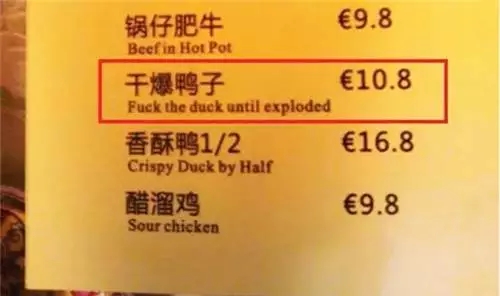 锅仔肥牛 €9.8
Beef in Hot Pot
干爆鸭子 €10.8
Fuck the duck until exploded
香酥鸭1/2 €16.8
Crispy Duck by Half
醋溜鸡 €9.8
Sour chicken